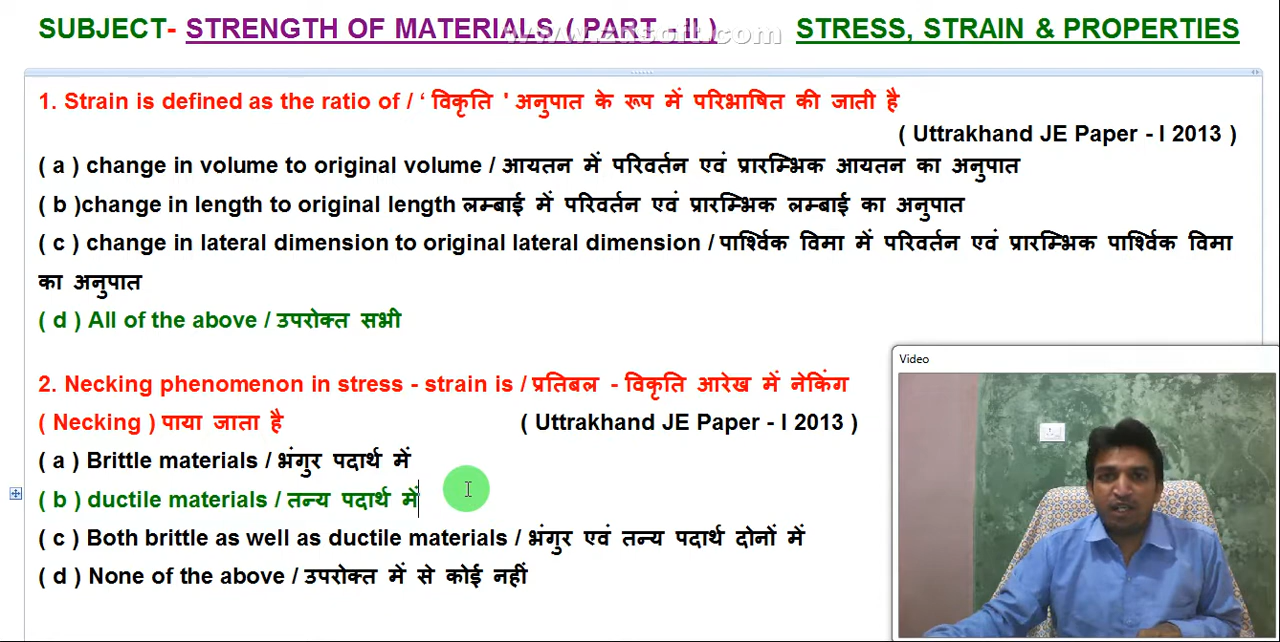 SUBJECT- STRENGTH OF MATERIALS ( PART - II ) STRESS, STRAIN & PROPERTIES
1. Strain is defined as the ratio of / ‘ विकृति ' अनुपात के रूप में परिभाषित की जाती है
( Uttrakhand JE Paper - I 2013 )
( a ) change in volume to original volume / आयतन में परिवर्तन एवं प्रारम्भिक आयतन का अनुपात
( b )change in length to original length लम्बाई में परिवर्तन एवं प्रारम्भिक लम्बाई का अनुपात
( c ) change in lateral dimension to original lateral dimension / पार्श्विक विमा में परिवर्तन एवं प्रारम्भिक पार्श्विक विमा
का अनुपात
( d ) All of the above / उपरोक्त सभी
2. Necking phenomenon in stress - strain is / प्रतिबल - विकृति आरेख में नेकिंग
( Necking ) पाया जाता है ( Uttrakhand JE Paper - I 2013 )
( a ) Brittle materials / भंगुर पदार्थ में
( b ) ductile materials / तन्य पदार्थ में
( c ) Both brittle as well as ductile materials / भंगुर एवं तन्य पदार्थ दोनों में
( d ) None of the above / उपरोक्त में से कोई नहीं
Video